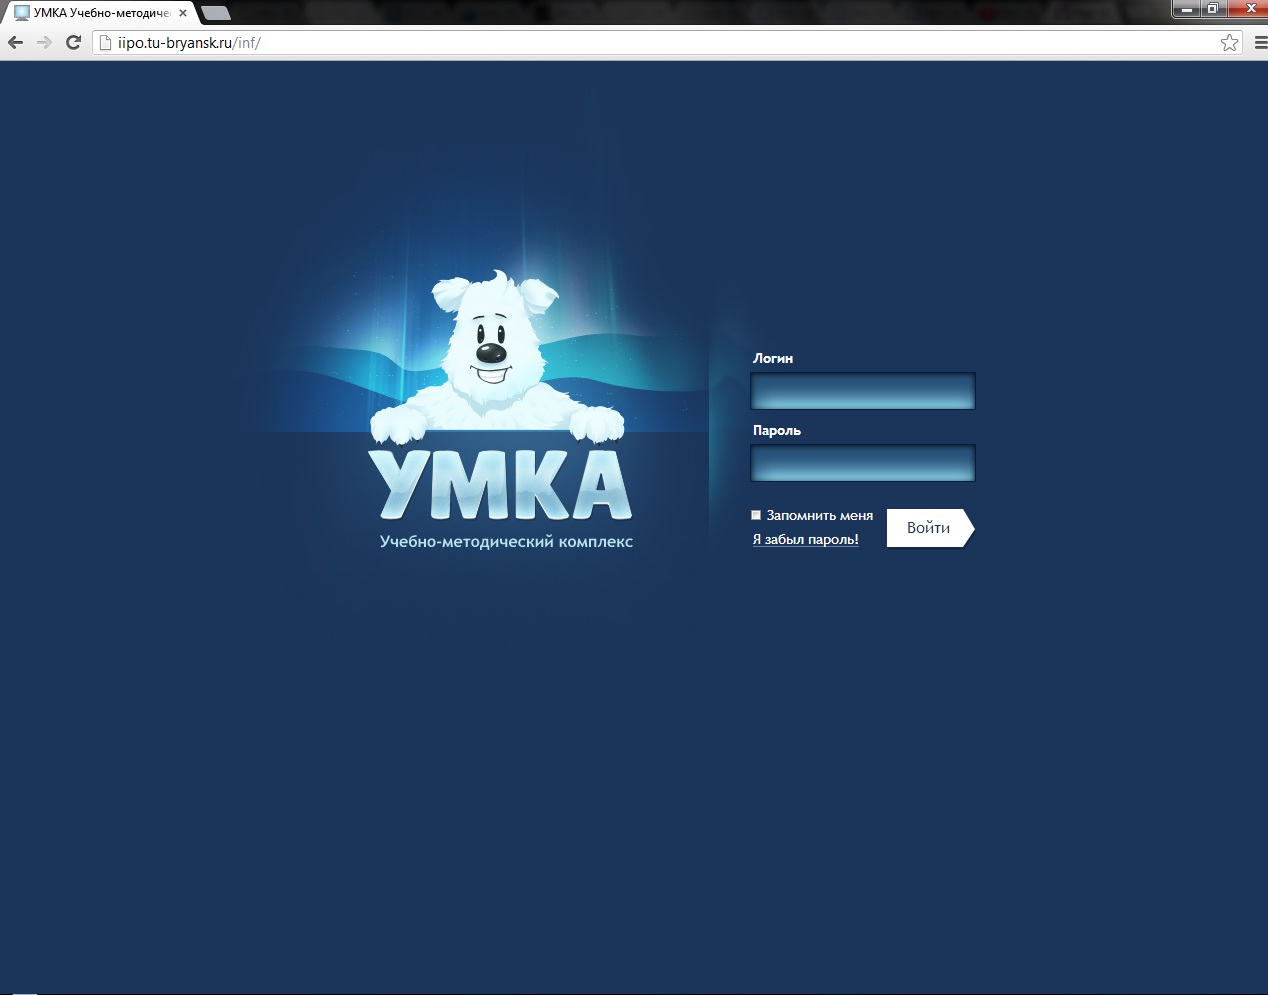 УМКА Учебно-методиче
iipo.tu-bryansk.ru/inf/
Логин
Пароль
УМКА
Учебно-методический комплекс
Запомнить меня
Войти
Я забыл пароль!